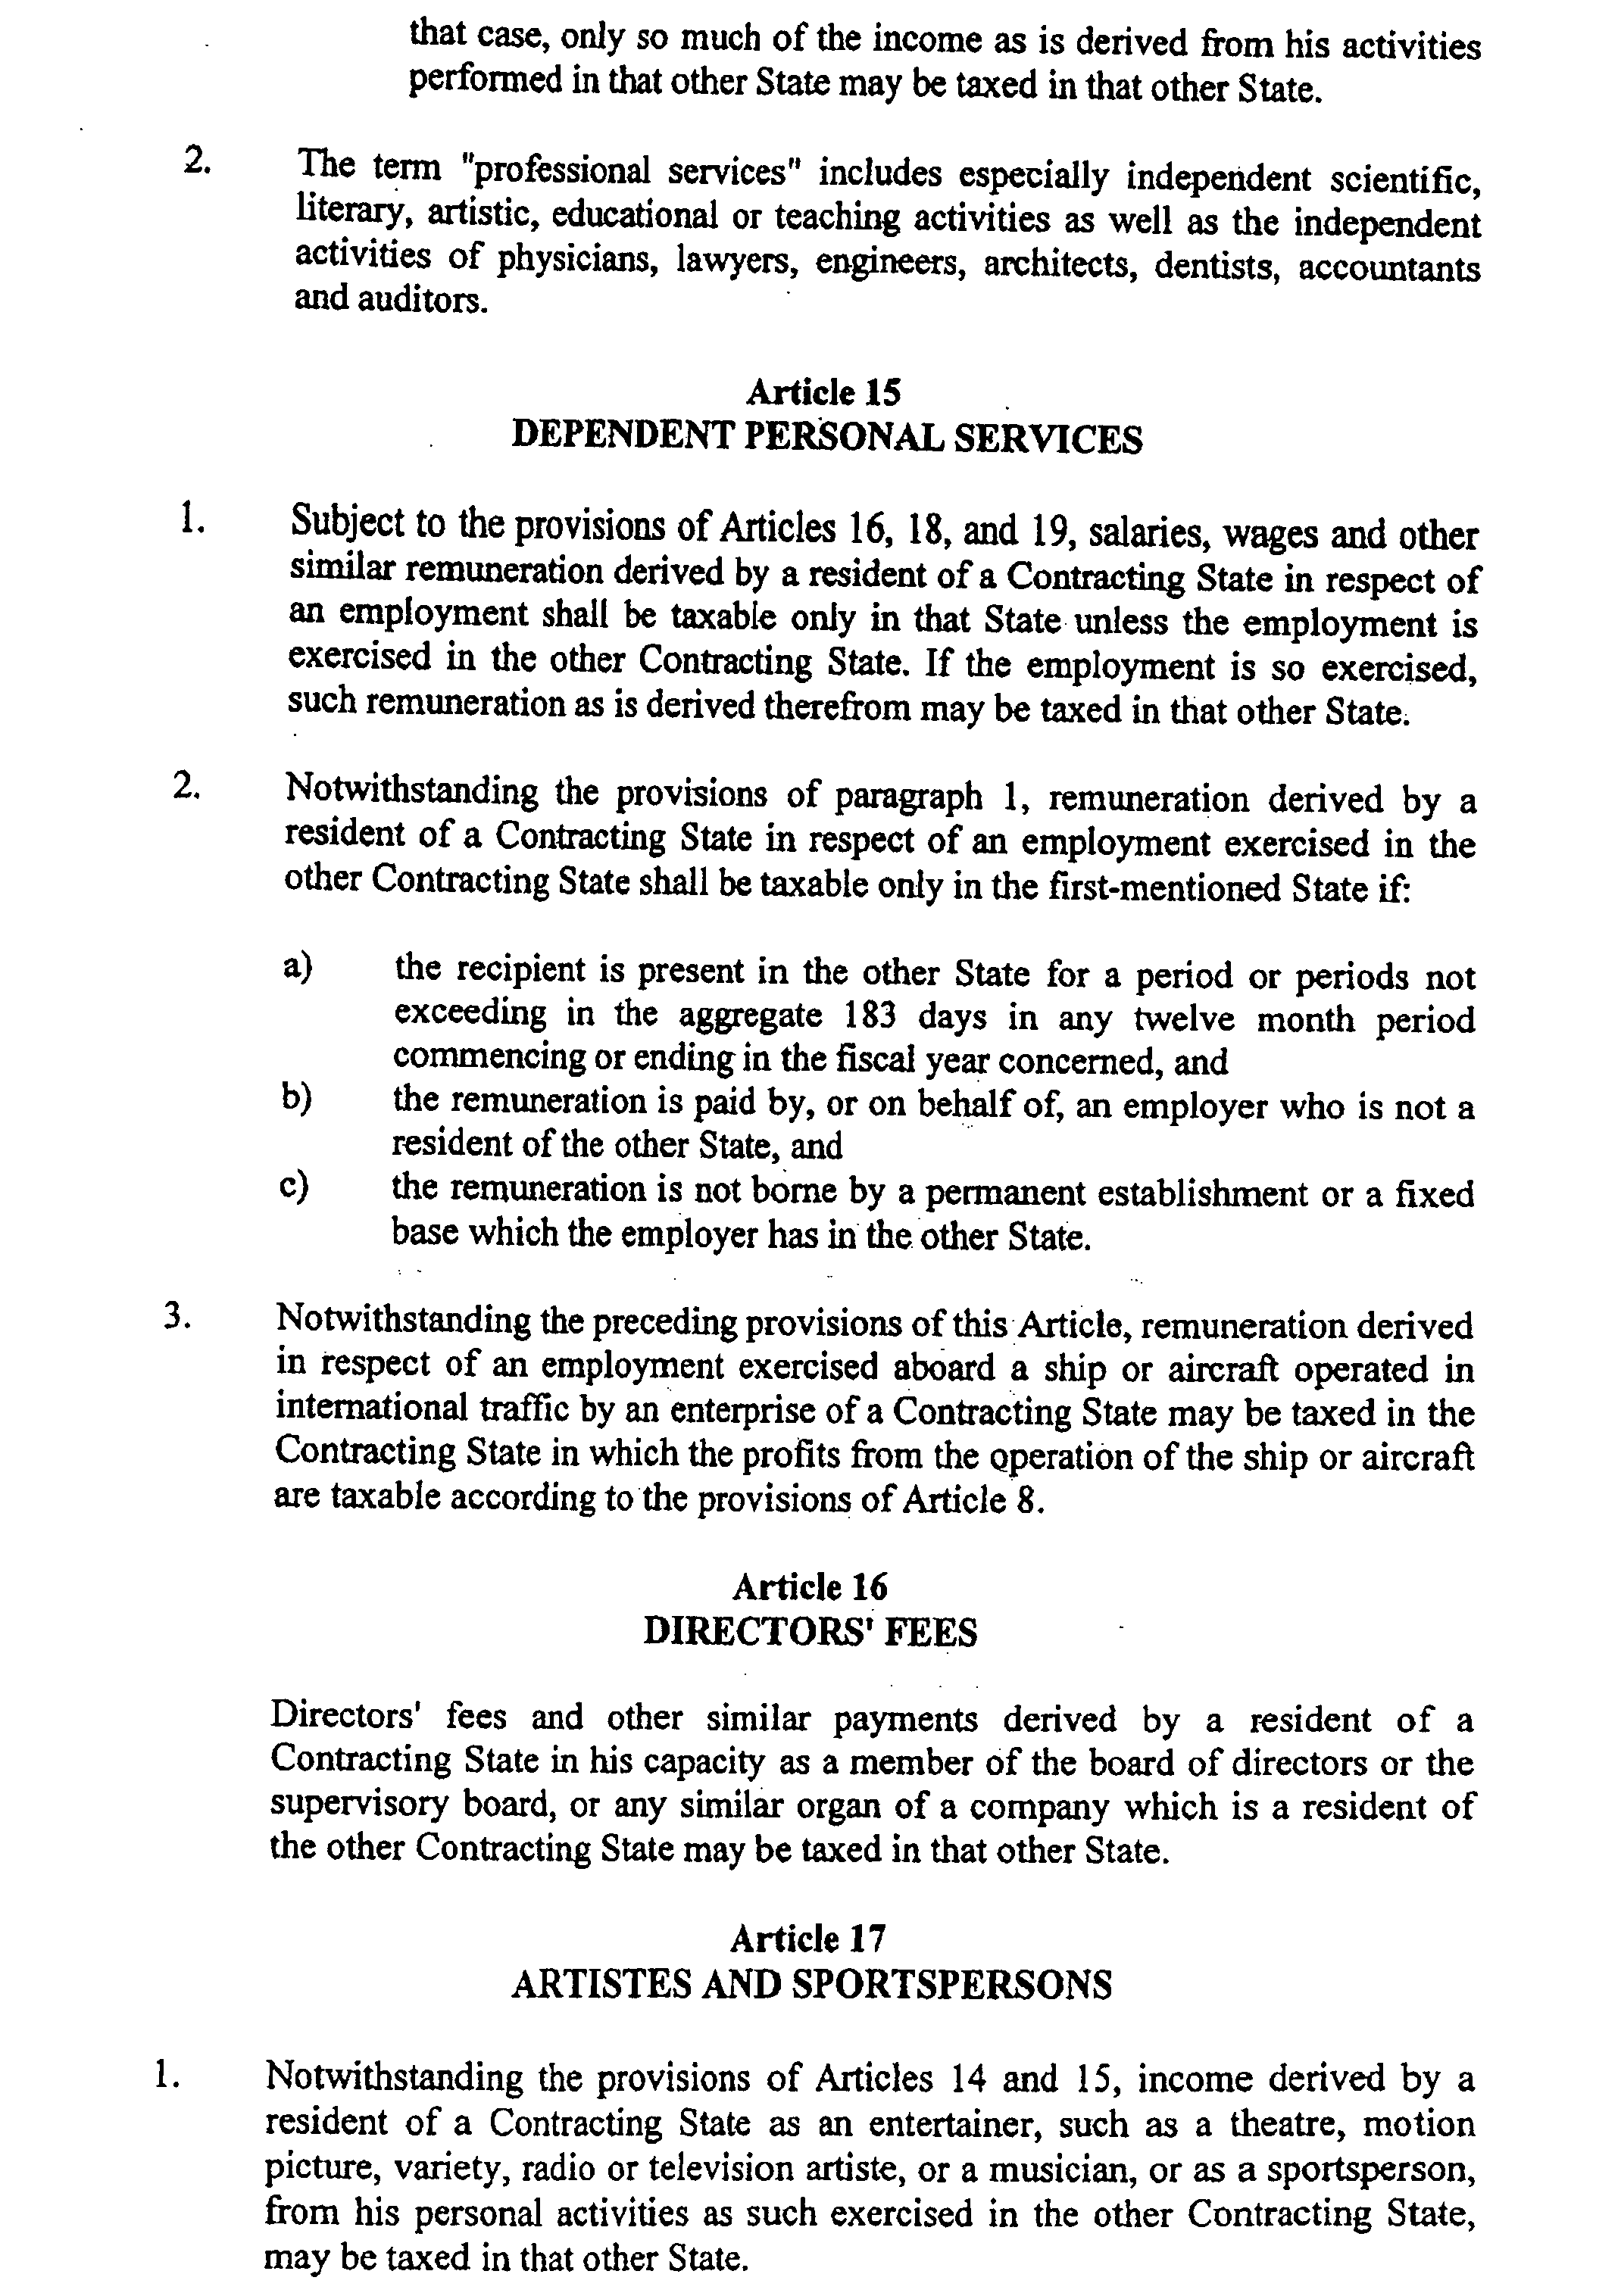 that case, only so much of the income as is derived from his activities
performed in that other State may be taxed in that other State.
2. The term "professional services" includes especially independent scientific,
literary, artistic, educational or teaching activities as well as the independent
activities of physicians, lawyers, engineers, architects, dentists, accountants
and auditors.
Article 15
DEPENDENT PERSONAL SERVICES
1. Subject to the provisions of Articles 16, 18, and 19, salaries, wages and other
similar remuneration derived by a resident of a Contracting State in respect of
an employment shall be taxable only in that State unless the employment is
exercised in the other Contracting State. If the employment is so exercised,
such remuneration as is derived therefrom may be taxed in that other State.
2. Notwithstanding the provisions of paragraph 1, remuneration derived by a
resident of a Contracting State in respect of an employment exercised in the
other Contracting State shall be taxable only in the first-mentioned State if:
a) the recipient is present in the other State for a period or periods not
exceeding in the aggregate 183 days in any twelve month period
commencing or ending in the fiscal year concerned, and
b) the remuneration is paid by, or on behalf of, an employer who is not a
resident of the other State, and
c) the remuneration is not borne by a permanent establishment or a fixed
base which the employer has in the other State.
3. Notwithstanding the preceding provisions of this Article, remuneration derived
in respect of an employment exercised aboard a ship or aircraft operated in
international traffic by an enterprise of a Contracting State may be taxed in the
Contracting State in which the profits from the operation of the ship or aircraft
are taxable according to the provisions of Article 8.
Article 16
DIRECTORS' FEES
Directors' fees and other similar payments derived by a resident of a
Contracting State in his capacity as a member of the board of directors or the
supervisory board, or any similar organ of a company which is a resident of
the other Contracting State may be taxed in that other State.
Article 17
ARTISTES AND SPORTSPERSONS
1. Notwithstanding the provisions of Articles 14 and 15, income derived by a
resident of a Contracting State as an entertainer, such as a theatre, motion
picture, variety, radio or television artiste, or a musician, or as a sportsperson,
from his personal activities as such exercised in the other Contracting State,
may be taxed in that other State.